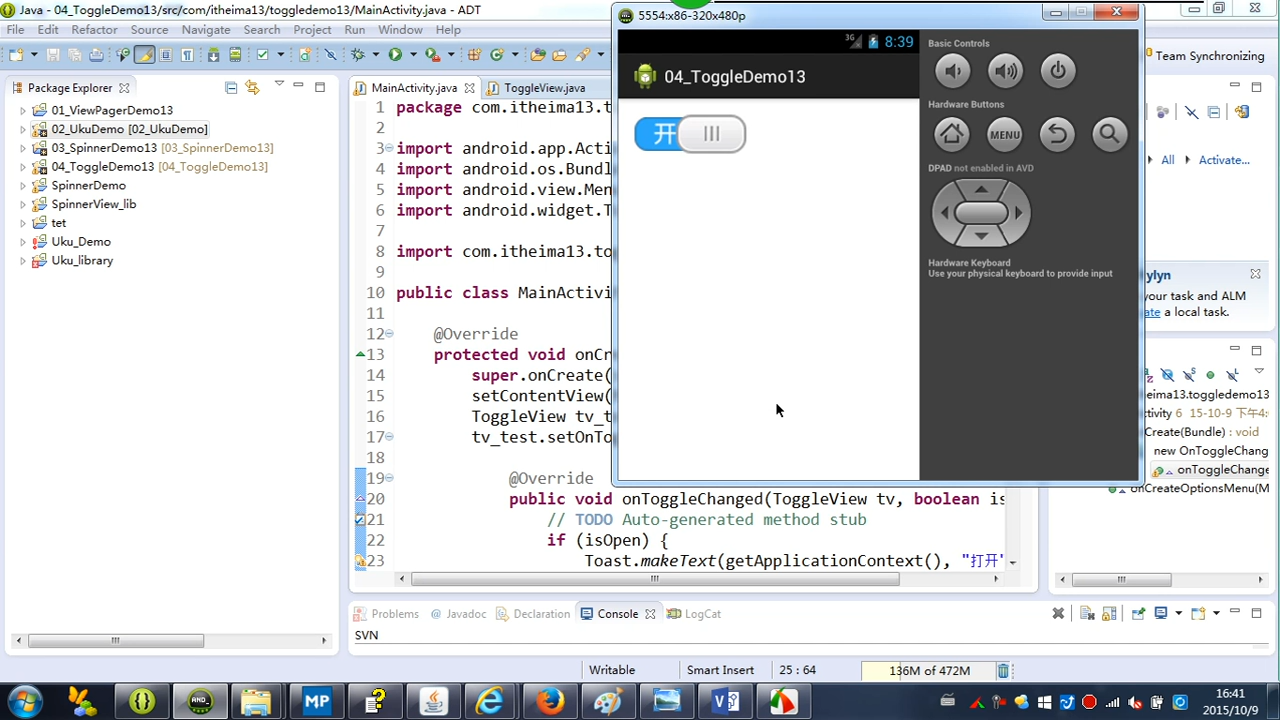 Java - 04_ToggleDemo13/src/com/itheima13/toggledemo13/MainActivity.java - ADT
File Edit Refactor Source Navigate Search Project Run Window Help
Team Synchronizing
Package Explorer
01_ViewPagerDemo13
02_UkuDemo [02_UkuDemo]
03_SpinnerDemo13 [03_SpinnerDemo13]
04_ToggleDemo13 [04_ToggleDemo13]
SpinnerDemo
SpinnerView_lib
tet
Uku_Demo
Uku_library
MainActivity.java
ToggleView.java
1 package com.itheima13.t
2
3 import android.app.Acti
4 import android.os.Bundl
5 import android.view.Men
6 import android.widget.T
7
8 import com.itheima13.to
9
10 public class MainActivi
11
12 @Override
13 protected void onCr
14 super.onCreate(
15 setContentView(
16 ToggleView tv_t
17 tv_test.setOnTo
18
19 @Override
20 public void onToggleChanged(ToggleView tv, boolean is
21 // TODO Auto-generated method stub
22 if (isOpen) {
23 Toast.makeText(getApplicationContext(), "打开"
5554:x86-320x480p
3G 8:39
04_ToggleDemo13
开
Basic Controls
Hardware Buttons
MENU
DPAD not enabled in AVD
Hardware Keyboard
Use your physical keyboard to provide input
All Activate...
ylyn
your task and ALM
ate a local task.
eima13.toggledemo13
ctivity 6 15-10-9 下午4:
Create(Bundle) : void
new OnToggleChang
onToggleChange
onCreateOptionsMenu(M
Problems @ Javadoc Declaration Console LogCat
SVN
Writable Smart Insert 25 : 64 136M of 472M
AND_
MP
16:41
2015/10/9